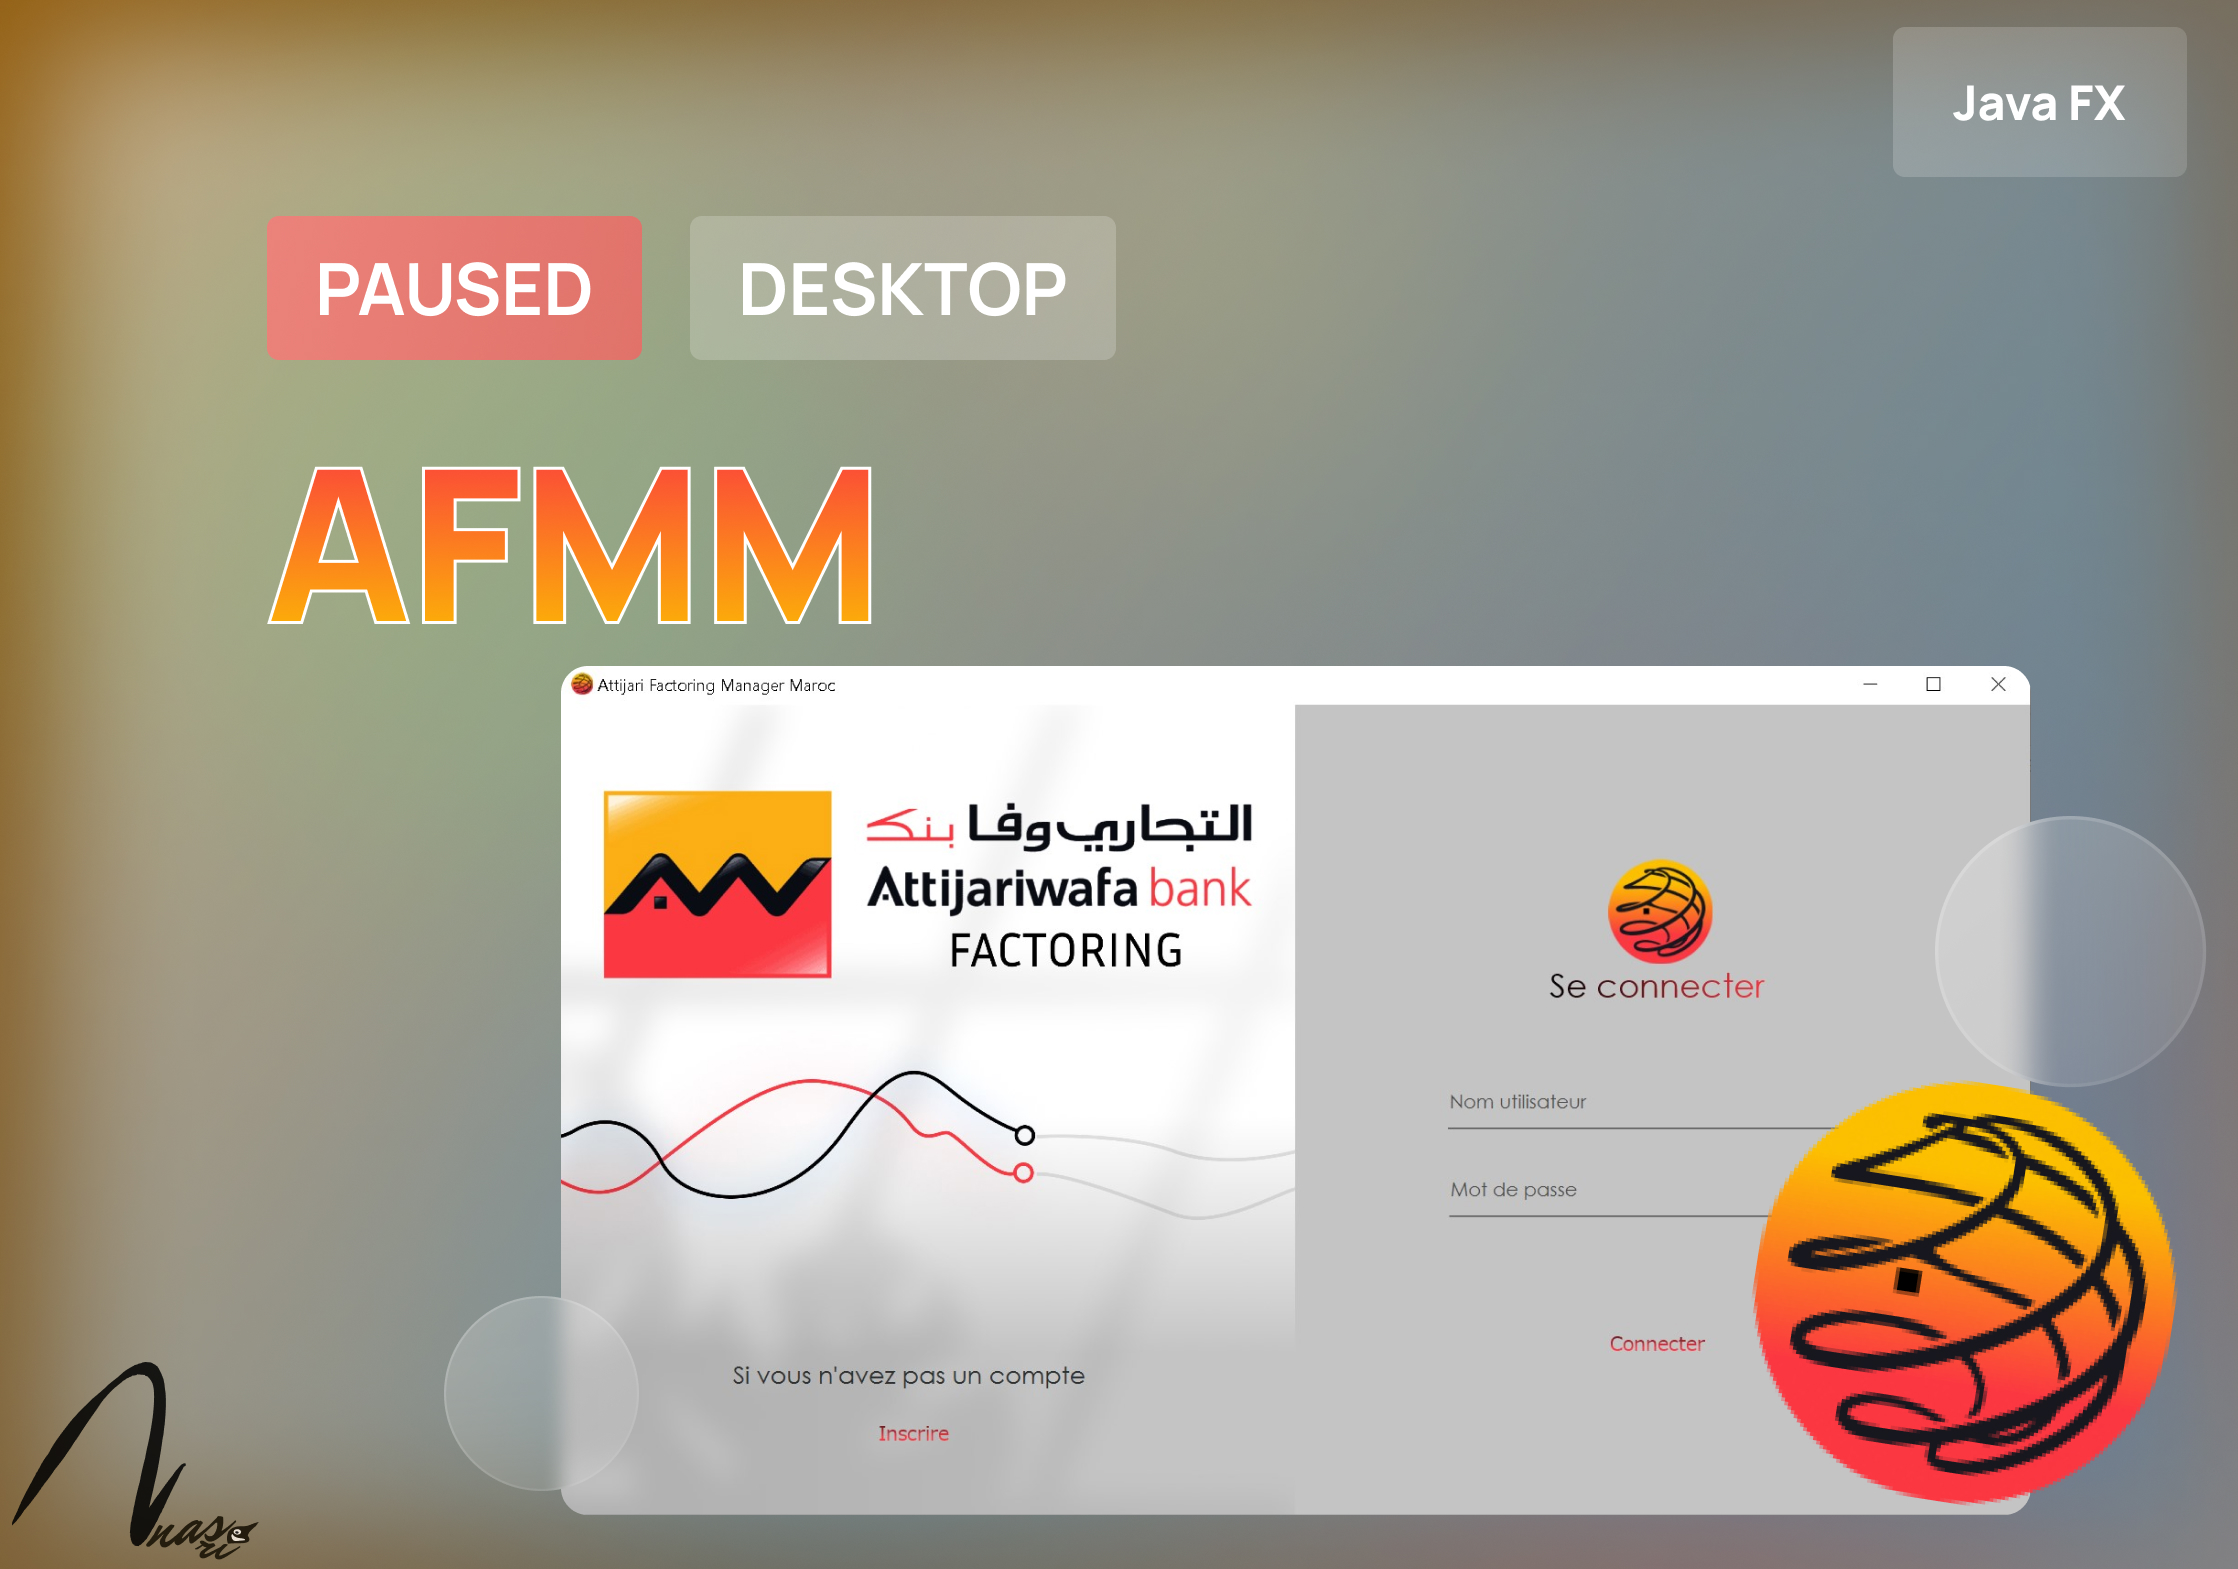 Java FX
PAUSED
DESKTOP
AFMM
Attijari Factoring Manager Maroc
التجاري وفا بنك
Attijariwafa bank
FACTORING
Se connecter
Nom utilisateur
Mot de passe
Connecter
Si vous n'avez pas un compte
Inscrire